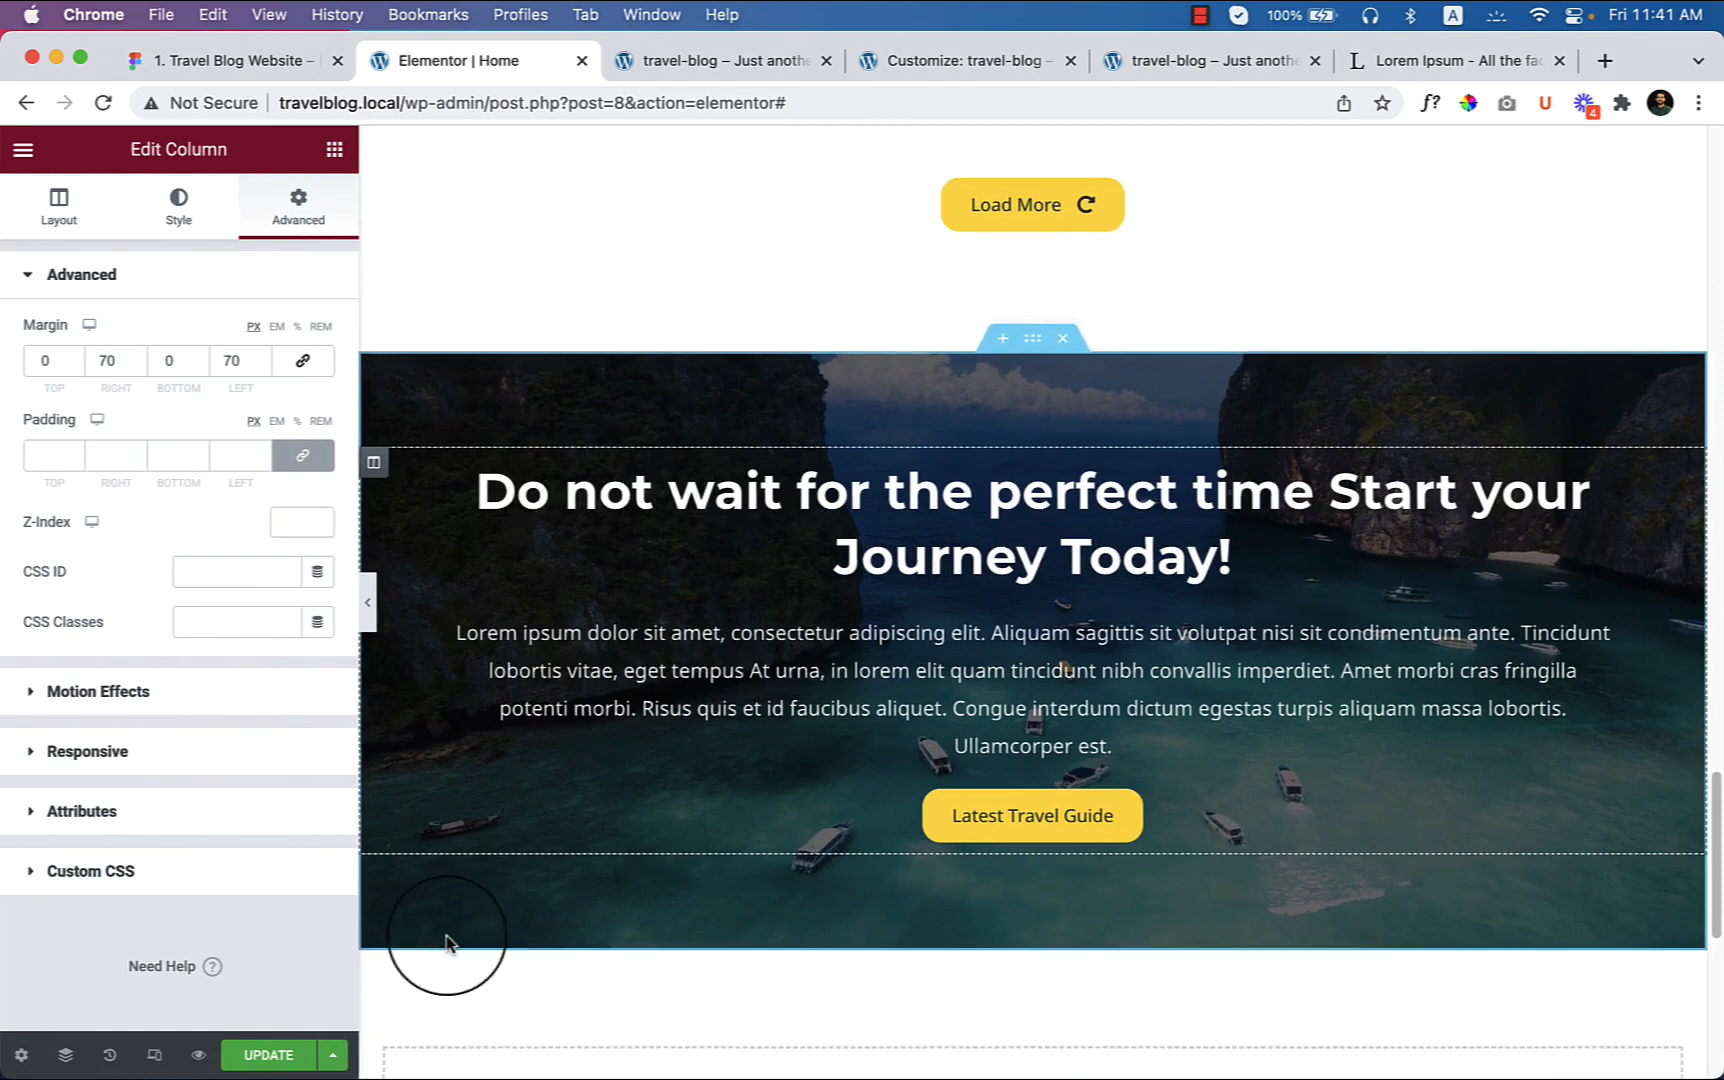 Chrome File Edit View History Bookmarks Profiles Tab Window Help 100% A Fri 11:41 AM
1. Travel Blog Website – Elementor | Home travel-blog – Just anoth Customize: travel-blog – travel-blog – Just anoth Lorem Ipsum - All the fac
Not Secure travelblog.local/wp-admin/post.php?post=8&action=elementor# f? U 4
Edit Column
Layout Style Advanced
Advanced
Margin PX EM % REM
0 70 0 70
TOP RIGHT BOTTOM LEFT
Padding PX EM % REM
TOP RIGHT BOTTOM LEFT
Z-Index
CSS ID
CSS Classes
Motion Effects
Responsive
Attributes
Custom CSS
Need Help ?
UPDATE
Load More
Do not wait for the perfect time Start your
Journey Today!
Lorem ipsum dolor sit amet, consectetur adipiscing elit. Aliquam sagittis sit volutpat nisi sit condimentum ante. Tincidunt
lobortis vitae, eget tempus At urna, in lorem elit quam tincidunt nibh convallis imperdiet. Amet morbi cras fringilla
potenti morbi. Risus quis et id faucibus aliquet. Congue interdum dictum egestas turpis aliquam massa lobortis.
Ullamcorper est.
Latest Travel Guide